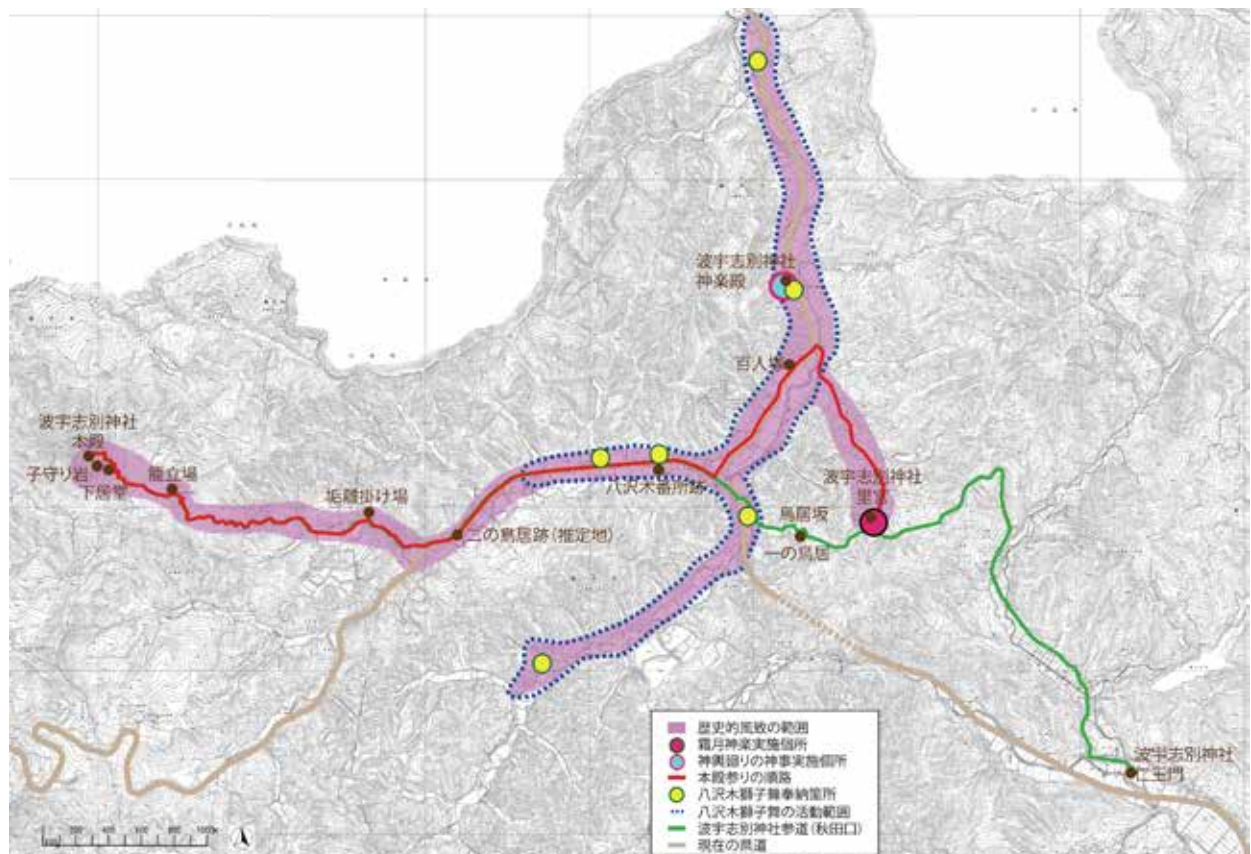 波宇志別神社
神楽殿
百人塚
波宇志別神社
本殿
子守り岩
下居堂
籠立場
垢離掛け場
二の鳥居跡(推定地)
八沢木番所跡
波宇志別神社
里宮
鳥居坂
一の鳥居
波宇志別神社
仁王門
歴史的風致の範囲
霜月神楽実施個所
神輿廻りの神事実施個所
本殿参りの順路
八沢木獅子舞奉納箇所
八沢木獅子舞の活動範囲
波宇志別神社参道(秋田口)
現在の県道
200 400 600 800 1000